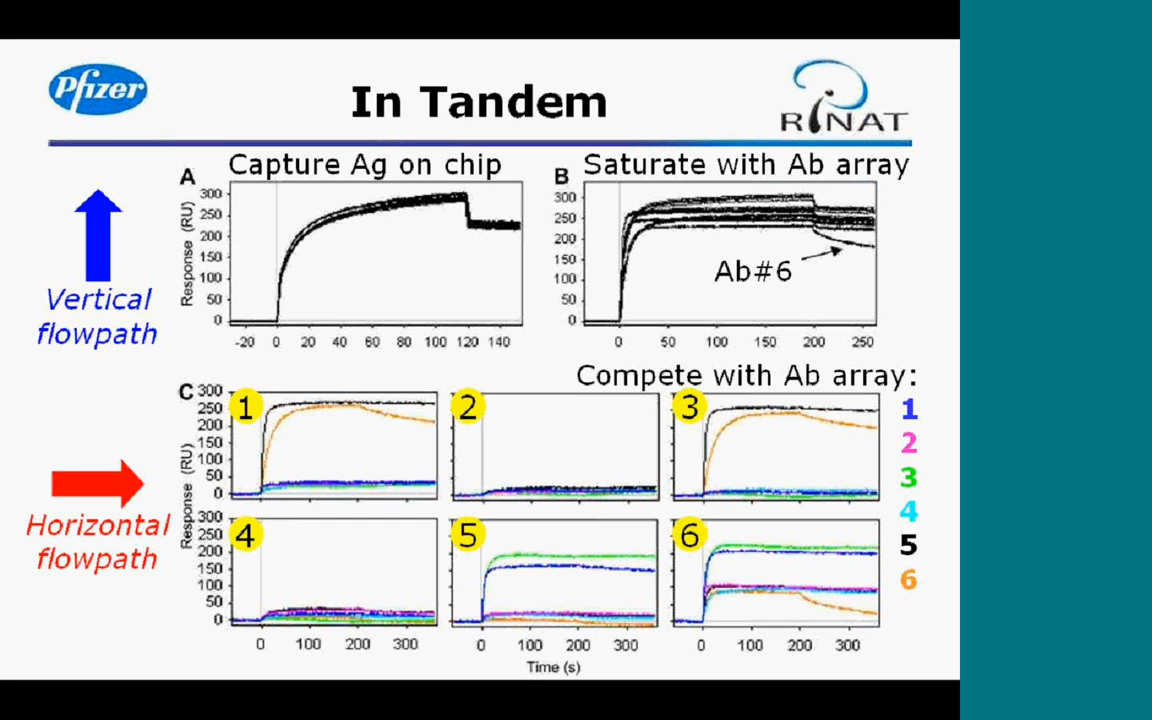 Pfizer
In Tandem
RiNAT
Capture Ag on chip
Saturate with Ab array
A
B
Response (RU)
300
250
200
150
100
50
0
-20 0 20 40 60 80 100 120 140
Response (RU)
300
250
200
150
100
50
0
0 50 100 150 200 250
Ab#6
Vertical
flowpath
Compete with Ab array:
1
2
3
4
5
6
C
Response (RU)
300
250
200
150
100
50
0
1
2
3
Horizontal
flowpath
Response (RU)
300
250
200
150
100
50
0
4
5
6
0 100 200 300
0 100 200 300
0 100 200 300
Time (s)